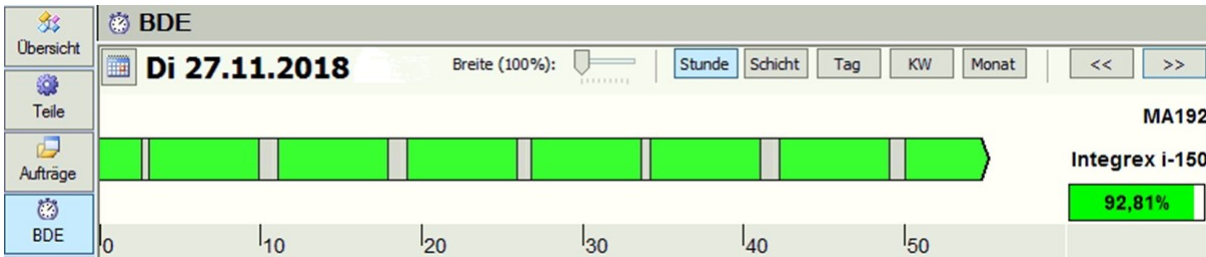 Übersicht
Teile
Aufträge
BDE
BDE
Di 27.11.2018
Breite (100%):
Stunde Schicht Tag KW Monat << >>
MA192
Integrex i-150
92,81%
0 10 20 30 40 50